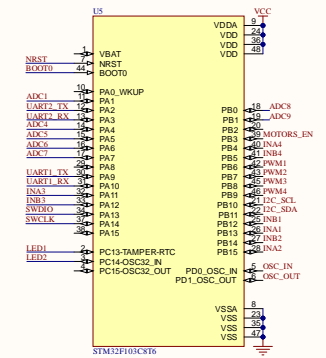 U5
VCC
VDDA 9
VDD 24
VDD 36
VDD 48
1 VBAT
NRST 7 NRST
BOOT0 44 BOOT0
10 PA0_WKUP
ADC1 11 PA1
UART2_TX 12 PA2
UART2_RX 13 PA3
ADC4 14 PA4
ADC5 15 PA5
ADC6 16 PA6
ADC7 17 PA7
29 PA8
UART1_TX 30 PA9
UART1_RX 31 PA10
INA3 32 PA11
INB3 33 PA12
SWDIO 34 PA13
SWCLK 37 PA14
38 PA15
LED1 2 PC13-TAMPER-RTC
LED2 3 PC14-OSC32_IN
4 PC15-OSC32_OUT
PB0 18 ADC8
PB1 19 ADC9
PB2 20
PB3 39 MOTORS_EN
PB4 40 INA4
PB5 41 INB4
PB6 42 PWM1
PB7 43 PWM2
PB8 45 PWM3
PB9 46 PWM4
PB10 21 I2C_SCL
PB11 22 I2C_SDA
PB12 25 INB1
PB13 26 INA1
PB14 27 INB2
PB15 28 INA2
PD0_OSC_IN 5 OSC_IN
PD1_OSC_OUT 6 OSC_OUT
VSSA 8
VSS 23
VSS 35
VSS 47
STM32F103C8T6